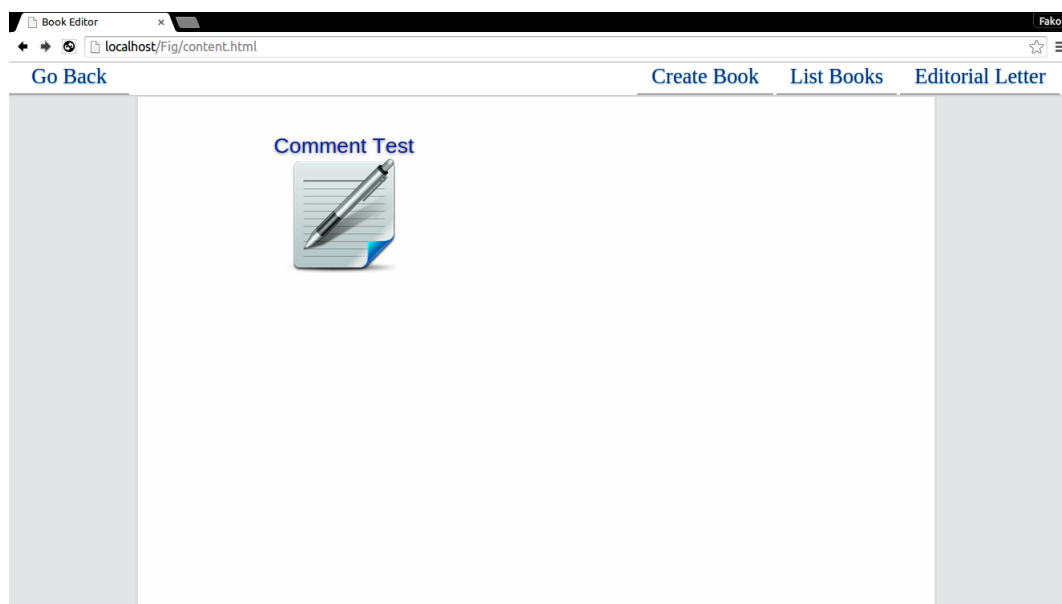 Book Editor
Fako
localhost/Fig/content.html
Go Back
Create Book
List Books
Editorial Letter
Comment Test